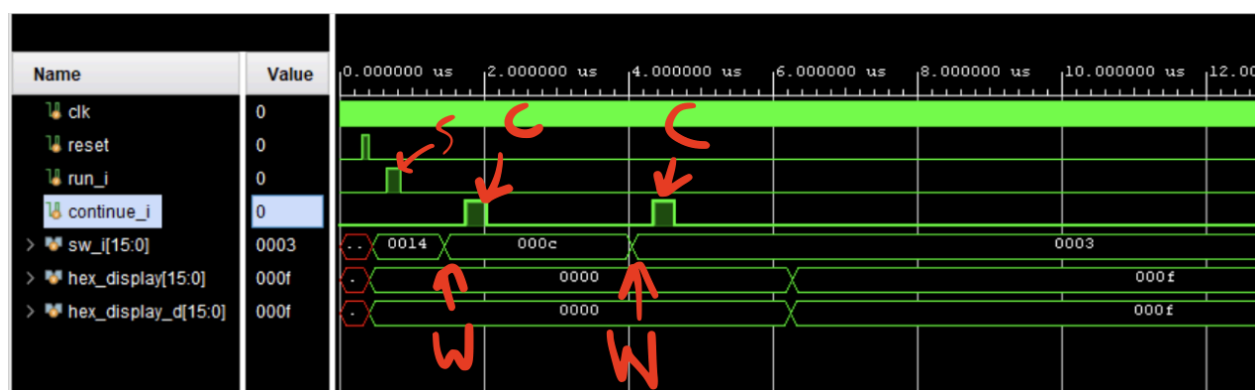 Name Value 0.000000 us 2.000000 us 4.000000 us 6.000000 us 8.000000 us 10.000000 us 12.00
clk 0
reset 0 S C C
run_i 0
continue_i 0
sw_i[15:0] 0003 .. 0014 000c 0003
hex_display[15:0] 000f . 0000 000f
hex_display_d[15:0] 000f . 0000 000f
W W